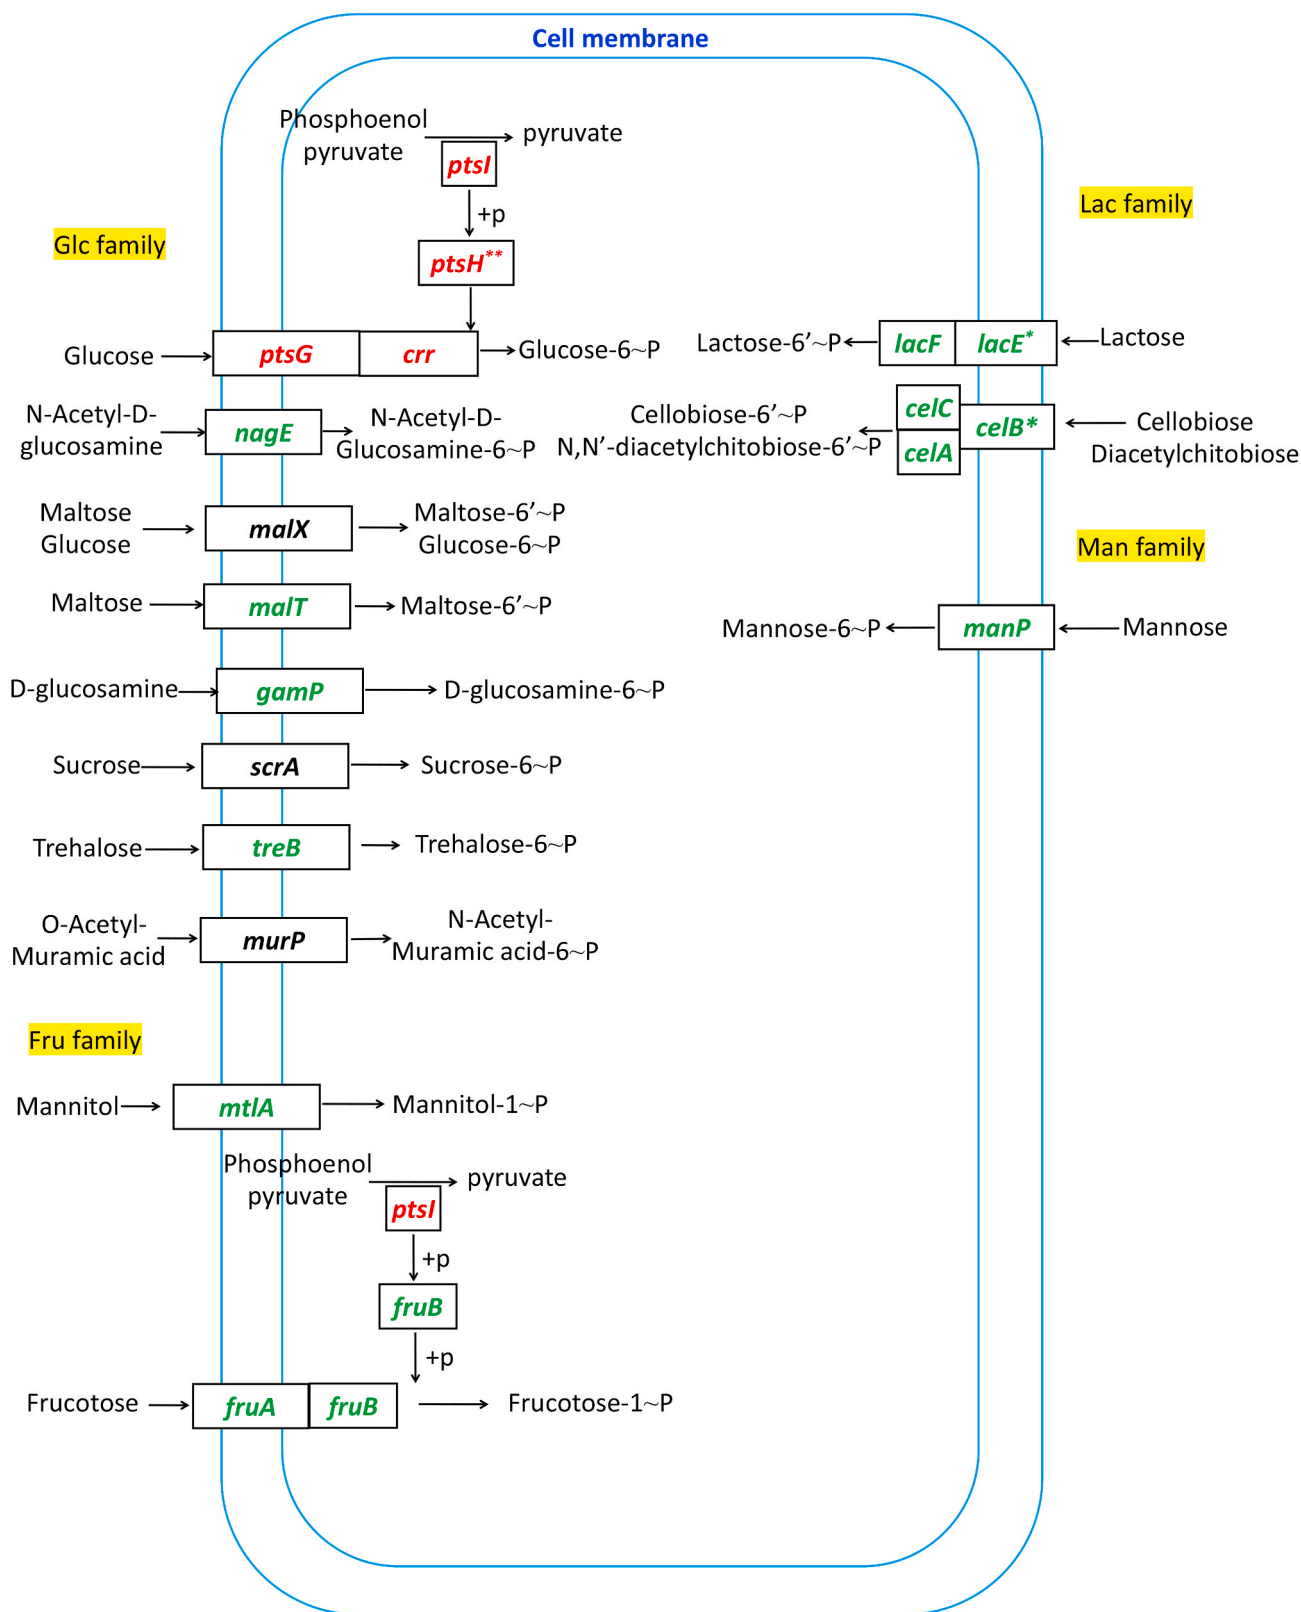 Cell membrane
Phosphoenol
pyruvate
pyruvate
ptsI
+p
ptsH**
Glc family
Glucose
ptsG
crr
Glucose-6~P
N-Acetyl-D-
glucosamine
nagE
N-Acetyl-D-
Glucosamine-6~P
Maltose
Glucose
malX
Maltose-6’~P
Glucose-6~P
Maltose
malT
Maltose-6’~P
D-glucosamine
gamP
D-glucosamine-6~P
Sucrose
scrA
Sucrose-6~P
Trehalose
treB
Trehalose-6~P
O-Acetyl-
Muramic acid
murP
N-Acetyl-
Muramic acid-6~P
Fru family
Mannitol
mtlA
Mannitol-1~P
Phosphoenol
pyruvate
pyruvate
ptsI
+p
fruB
+p
Frucotose
fruA
fruB
Frucotose-1~P
Lac family
Lactose-6’~P
lacF
lacE*
Lactose
Cellobiose-6’~P
N,N’-diacetylchitobiose-6’~P
celC
celA
celB*
Cellobiose
Diacetylchitobiose
Man family
Mannose-6~P
manP
Mannose